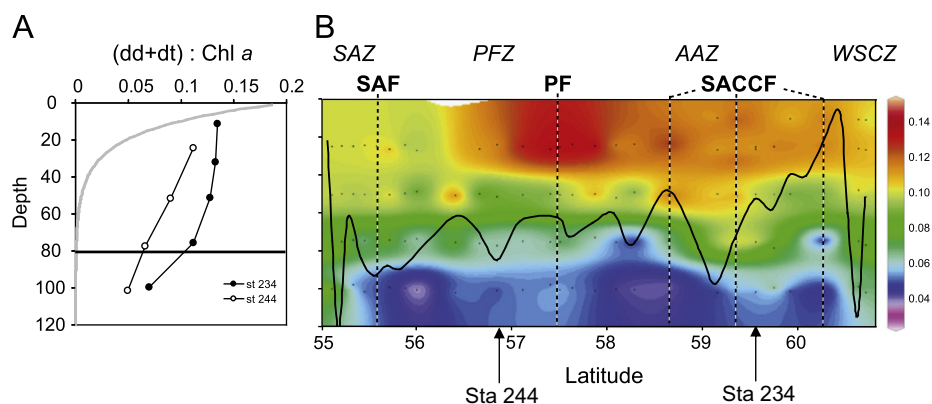 A
(dd+dt) : Chl a
0 0.05 0.1 0.15 0.2
Depth
0
20
40
60
80
100
120
st 234
st 244
B
SAZ PFZ AAZ WSCZ
SAF PF SACCF
0.14
0.12
0.10
0.08
0.06
0.04
55 56 57 58 59 60
Latitude
Sta 244 Sta 234